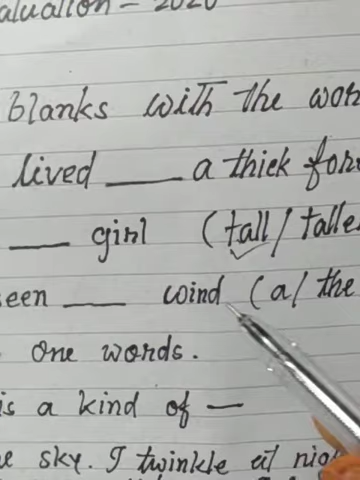 aluation - 2020
blanks with the wor
lived ___ a thick for
___ girl (tall / talle
een ___ wind (a / the
one words.
is a kind of —
e sky. I twinkle at nig